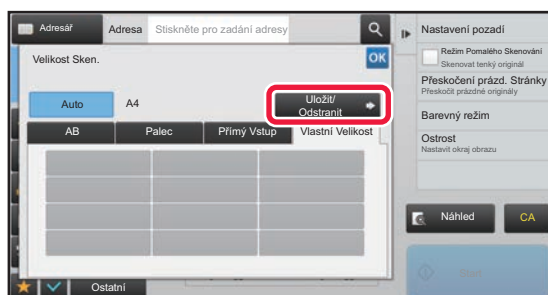 Adresář
Adresa
Stiskněte pro zadání adresy
Velikost Sken.
OK
Auto
A4
Uložit/
Odstranit
AB
Palec
Přímý Vstup
Vlastní Velikost
Ostatní
Nastavení pozadí
Režim Pomalého Skenování
Skenovat tenký originál
Přeskočení prázd. Stránky
Přeskočit prázdné originály
Barevný režim
Ostrost
Nastavit okraj obrazu
Náhled
CA
Start